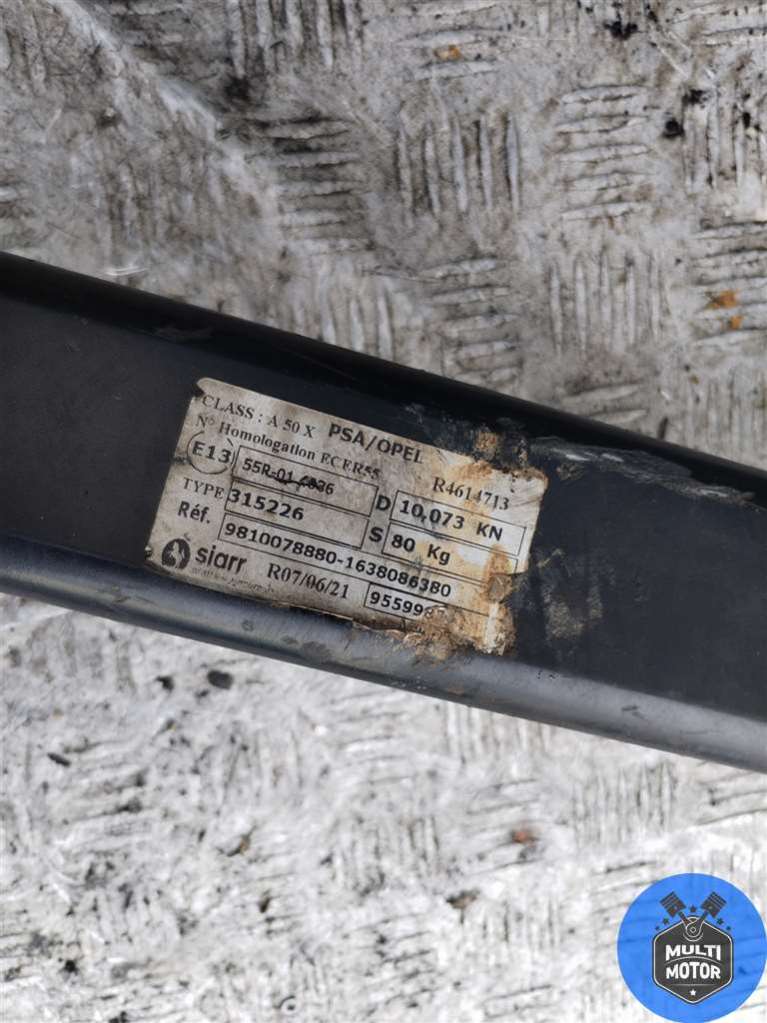 CLASS : A 50 X PSA/OPEL
N° Homologation ECER55 R4614713
E13 D 10,073 KN
TYPE 315226 S 80 Kg
Réf. 9810078880-1638086380
siarr R07/06/21
MULTI
MOTOR